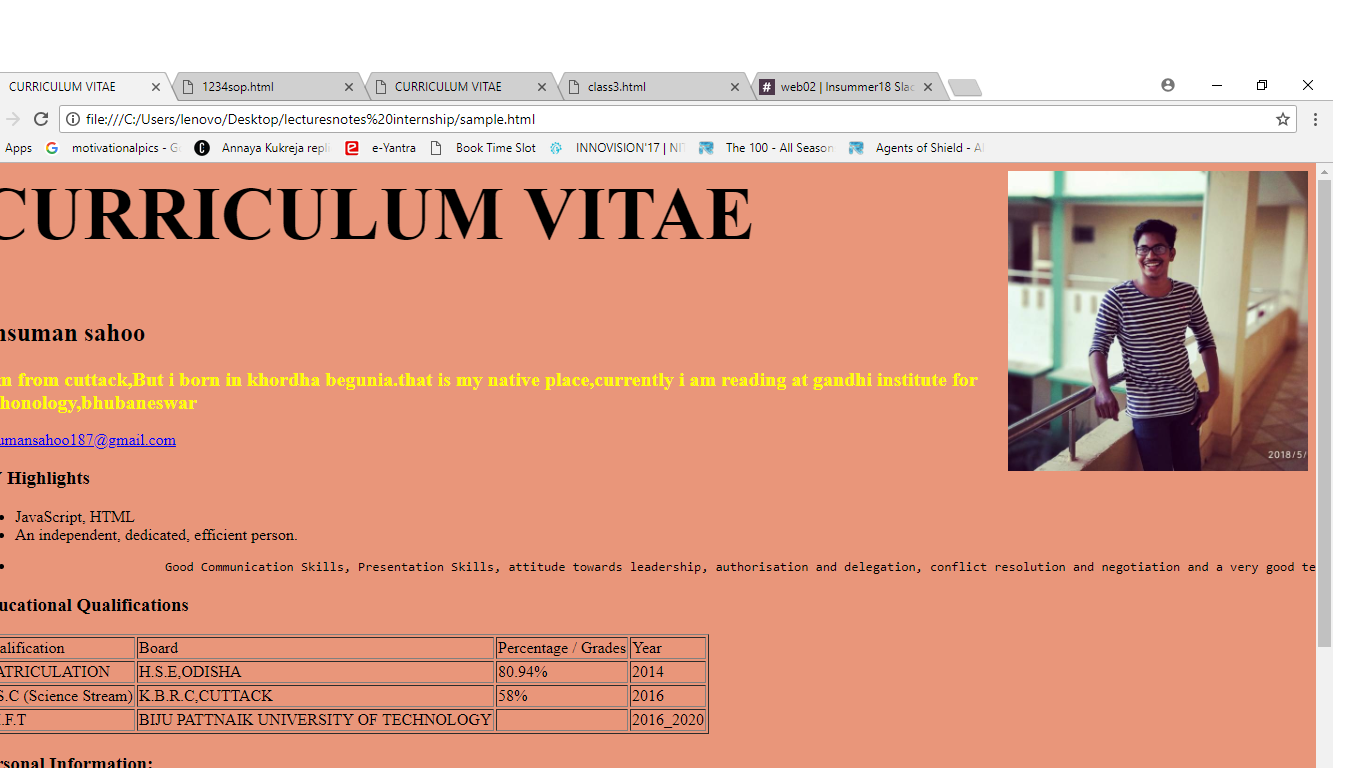 CURRICULUM VITAE
1234sop.html
CURRICULUM VITAE
class3.html
web02 | Insummer18 Slac
file:///C:/Users/lenovo/Desktop/lecturesnotes%20internship/sample.html
Apps motivationalpics - G Annaya Kukreja repli e-Yantra Book Time Slot INNOVISION'17 | NIT The 100 - All Season Agents of Shield - Al
CURRICULUM VITAE
nsuman sahoo
m from cuttack,But i born in khordha begunia.that is my native place,currently i am reading at gandhi institute for
honology,bhubaneswar
umansahoo187@gmail.com
Y Highlights
JavaScript, HTML
An independent, dedicated, efficient person.
Good Communication Skills, Presentation Skills, attitude towards leadership, authorisation and delegation, conflict resolution and negotiation and a very good te
ucational Qualifications
alification Board Percentage / Grades Year
ATRICULATION H.S.E,ODISHA 80.94% 2014
S.C (Science Stream) K.B.R.C,CUTTACK 58% 2016
.F.T BIJU PATTNAIK UNIVERSITY OF TECHNOLOGY 2016_2020
rsonal Information:
2018/5/